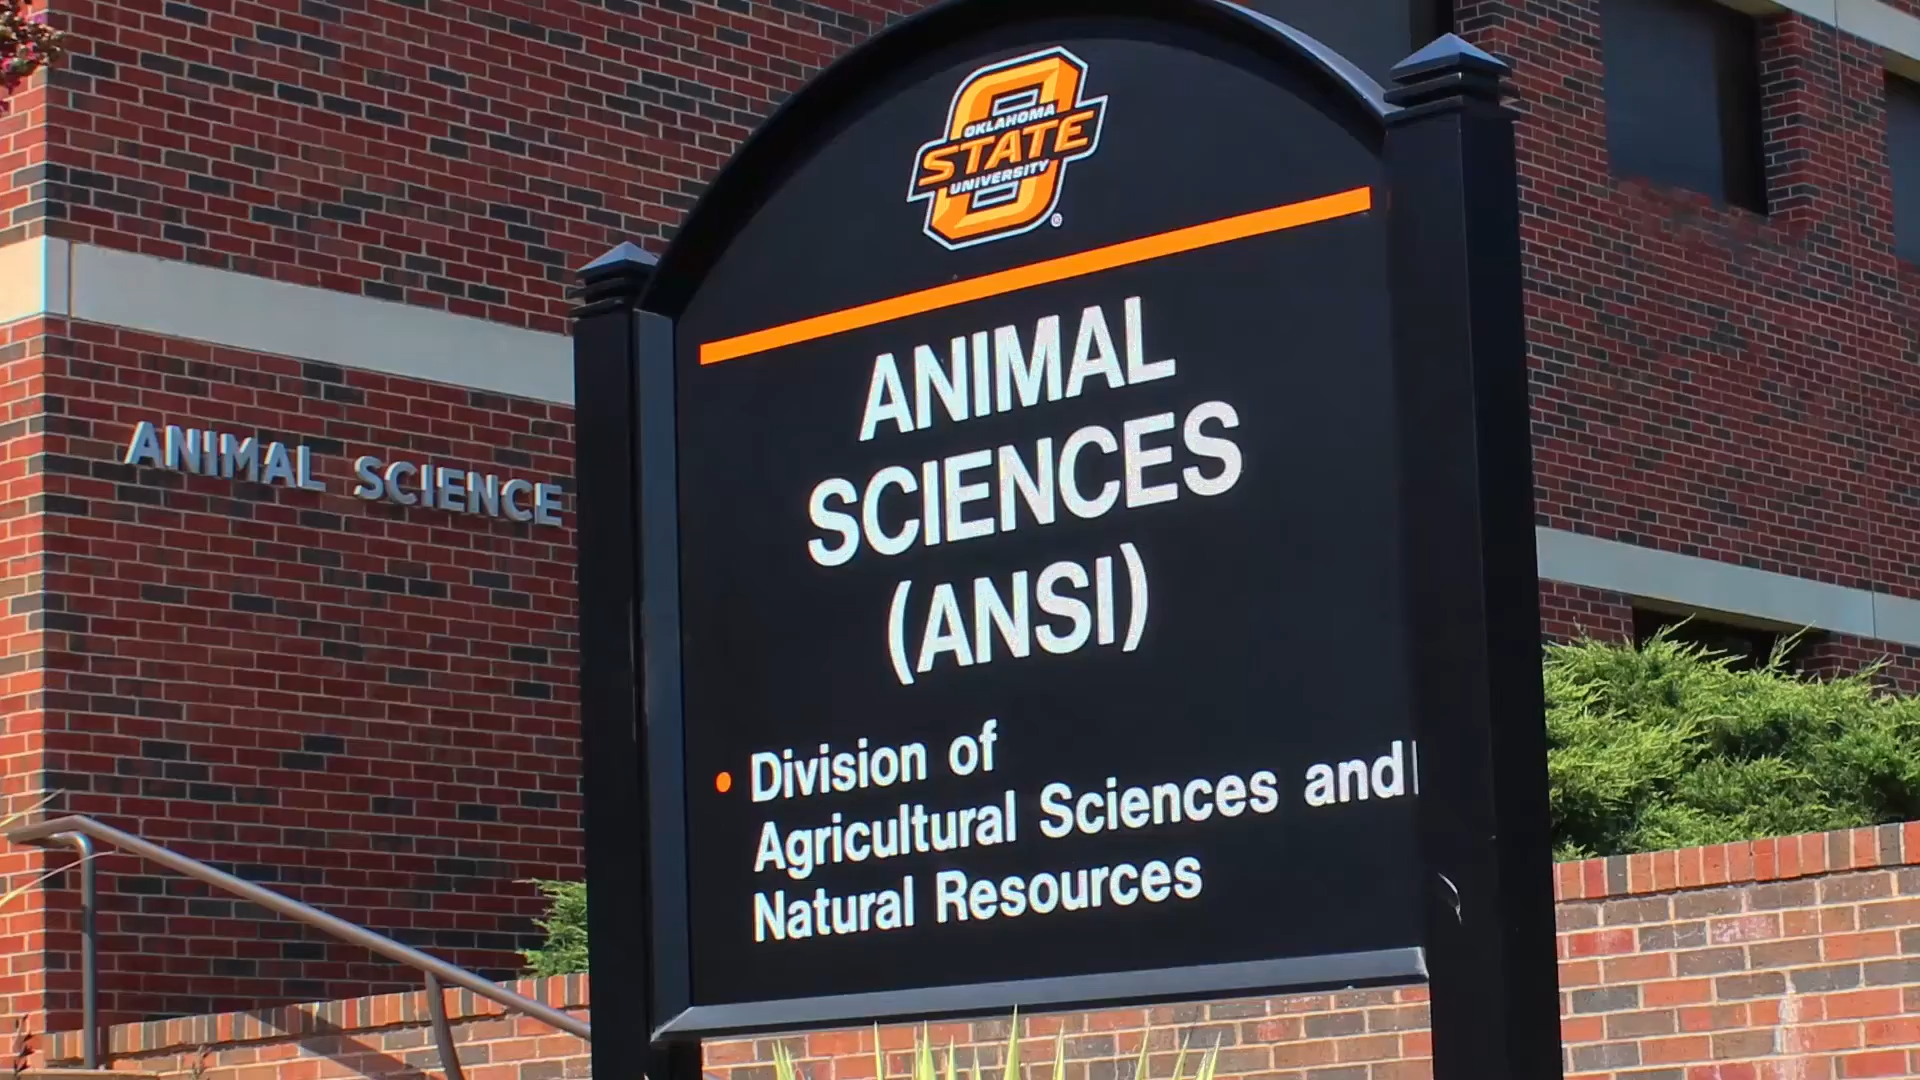 OKLAHOMA
STATE
UNIVERSITY
®
ANIMAL
SCIENCES
(ANSI)
ANIMAL SCIENCE
• Division of
Agricultural Sciences and
Natural Resources